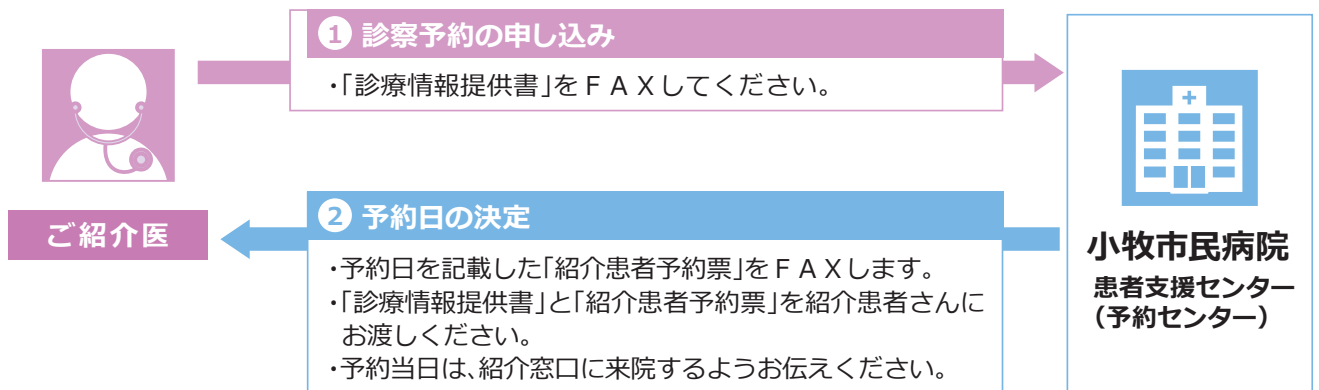 ❶ 診察予約の申し込み
・「診療情報提供書」をＦＡＸしてください。
ご紹介医
❷ 予約日の決定
・予約日を記載した「紹介患者予約票」をＦＡＸします。
・「診療情報提供書」と「紹介患者予約票」を紹介患者さんに
お渡しください。
・予約当日は、紹介窓口に来院するようお伝えください。
小牧市民病院
患者支援センター
（予約センター）